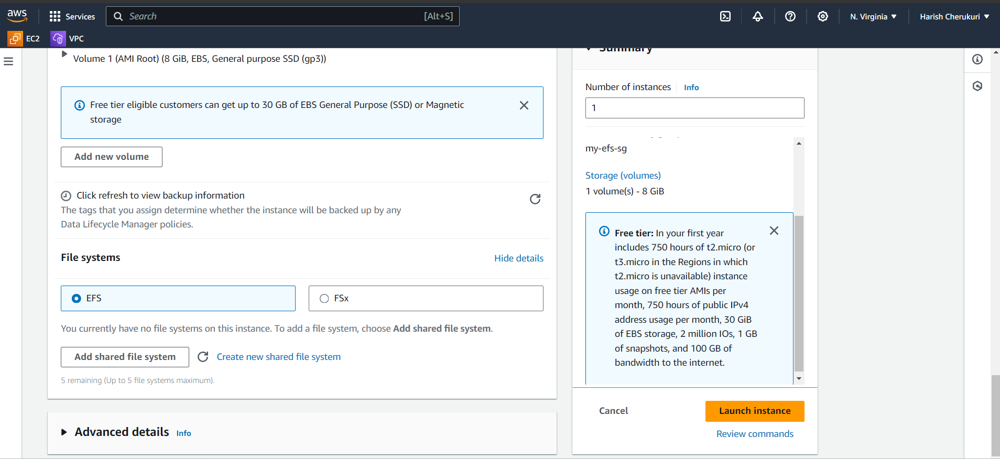 aws
Services
Search
[Alt+S]
N. Virginia
Harish Cherukuri
EC2
VPC
Volume 1 (AMI Root) (8 GiB, EBS, General purpose SSD (gp3))
Free tier eligible customers can get up to 30 GB of EBS General Purpose (SSD) or Magnetic
storage
Add new volume
Click refresh to view backup information
The tags that you assign determine whether the instance will be backed up by any
Data Lifecycle Manager policies.
File systems
Hide details
EFS
FSx
You currently have no file systems on this instance. To add a file system, choose Add shared file system.
Add shared file system
Create new shared file system
5 remaining (Up to 5 file systems maximum).
Advanced details
Info
Summary
Number of instances
Info
1
my-efs-sg
Storage (volumes)
1 volume(s) - 8 GiB
Free tier: In your first year
includes 750 hours of t2.micro (or
t3.micro in the Regions in which
t2.micro is unavailable) instance
usage on free tier AMIs per
month, 750 hours of public IPv4
address usage per month, 30 GiB
of EBS storage, 2 million IOs, 1 GB
of snapshots, and 100 GB of
bandwidth to the internet.
Cancel
Launch instance
Review commands